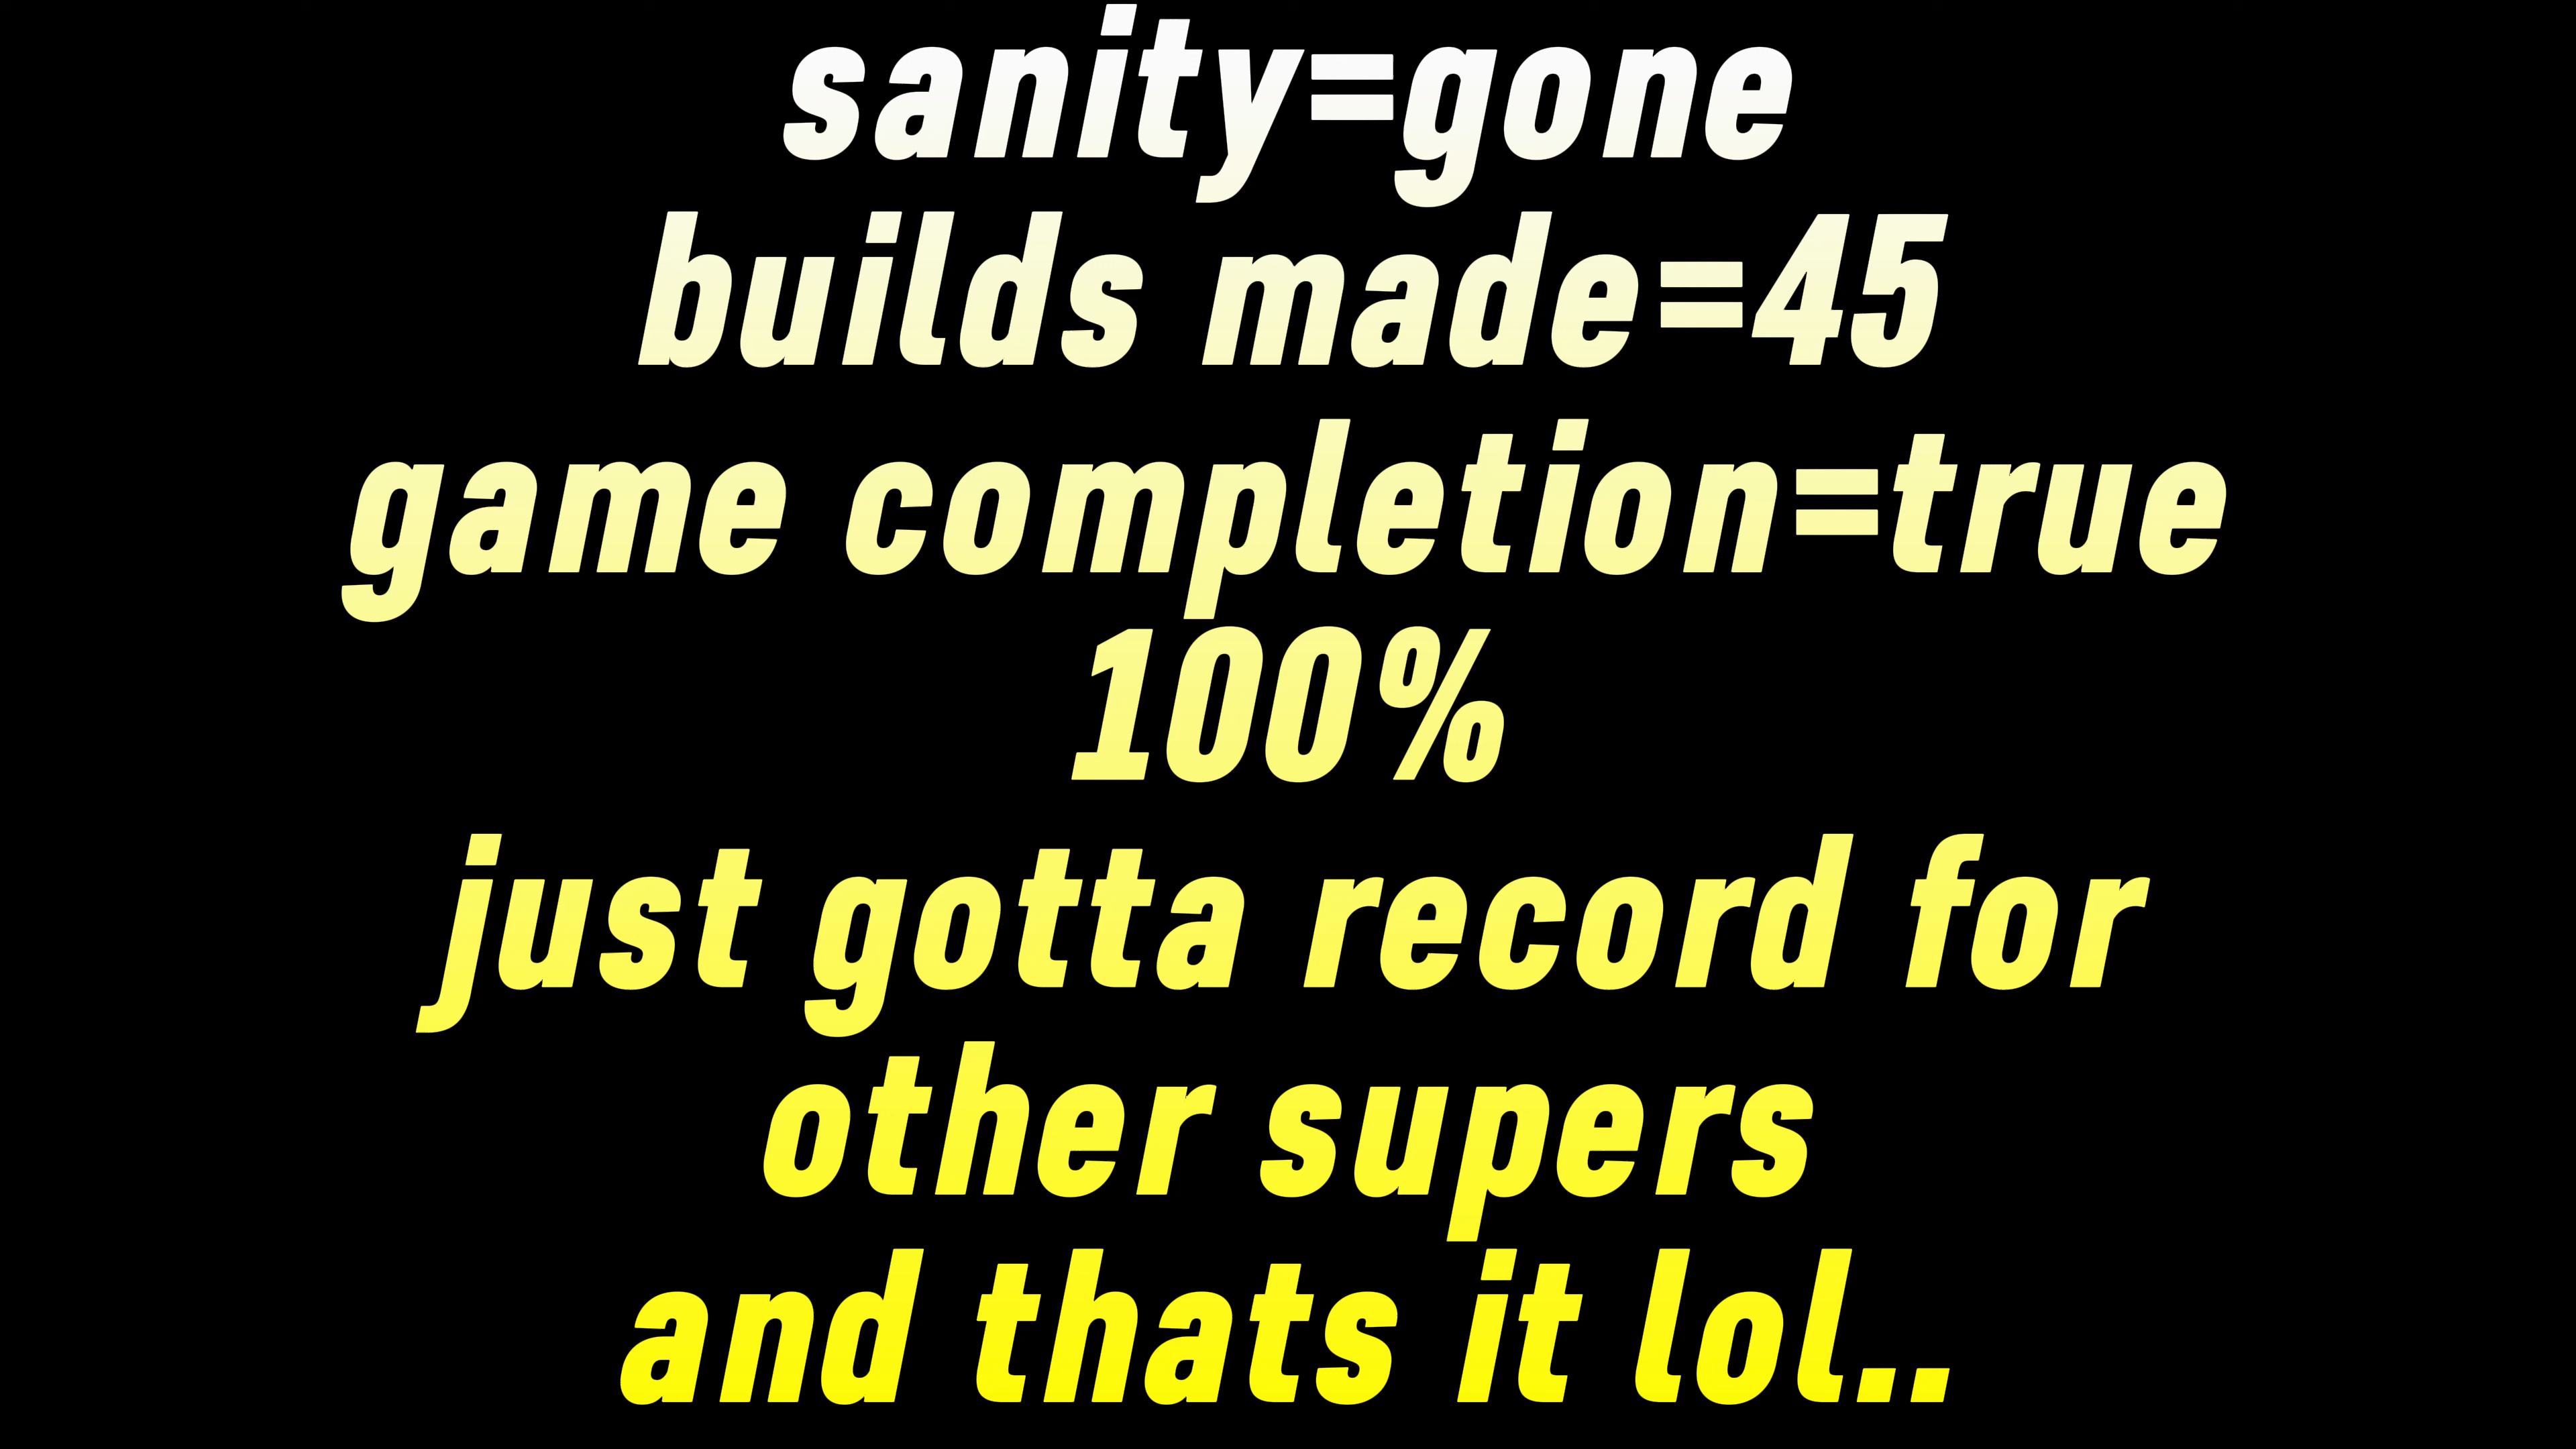 sanity=gone
builds made=45
game completion=true
100%
just gotta record for
other supers
and thats it lol..